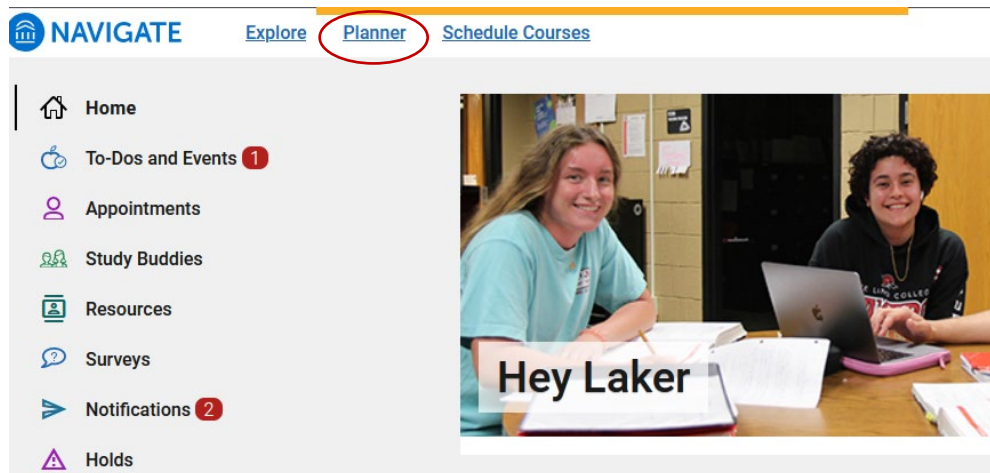 NAVIGATE Explore Planner Schedule Courses
Home
To-Dos and Events 1
Appointments
Study Buddies
Resources
Surveys
Notifications 2
Holds
Hey Laker